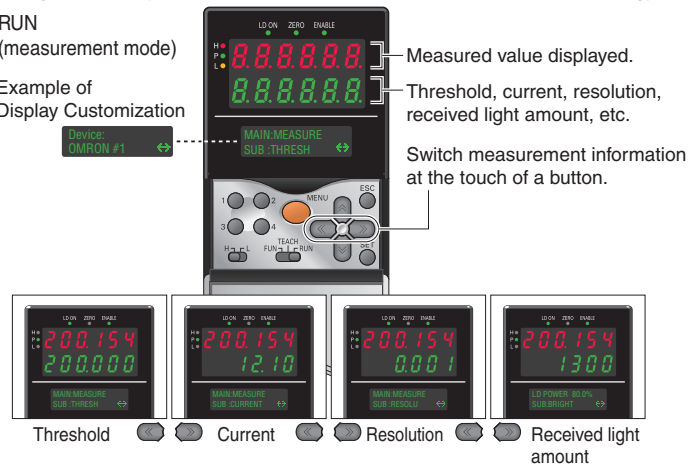 RUN
(measurement mode)
Example of
Display Customization
Device:
OMRON #1
LD ON ZERO ENABLE
H
P
L
8.8.8.8.8.8.
8.8.8.8.8.8.
MAIN:MEASURE
SUB :THRESH
Measured value displayed.
Threshold, current, resolution,
received light amount, etc.
Switch measurement information
at the touch of a button.
1 2 MENU ESC
3 4
H L FUN TEACH RUN SET
LD ON ZERO ENABLE
H
P
L
200.154
200.000
MAIN:MEASURE
SUB :THRESH
Threshold
LD ON ZERO ENABLE
H
P
L
200.154
12.10
MAIN:MEASURE
SUB :CURRENT
Current
LD ON ZERO ENABLE
H
P
L
200.154
0.001
MAIN:MEASURE
SUB :RESOLU
Resolution
LD ON ZERO ENABLE
H
P
L
200.154
1300
LD POWER 80.0%
SUB:BRIGHT
Received light
amount